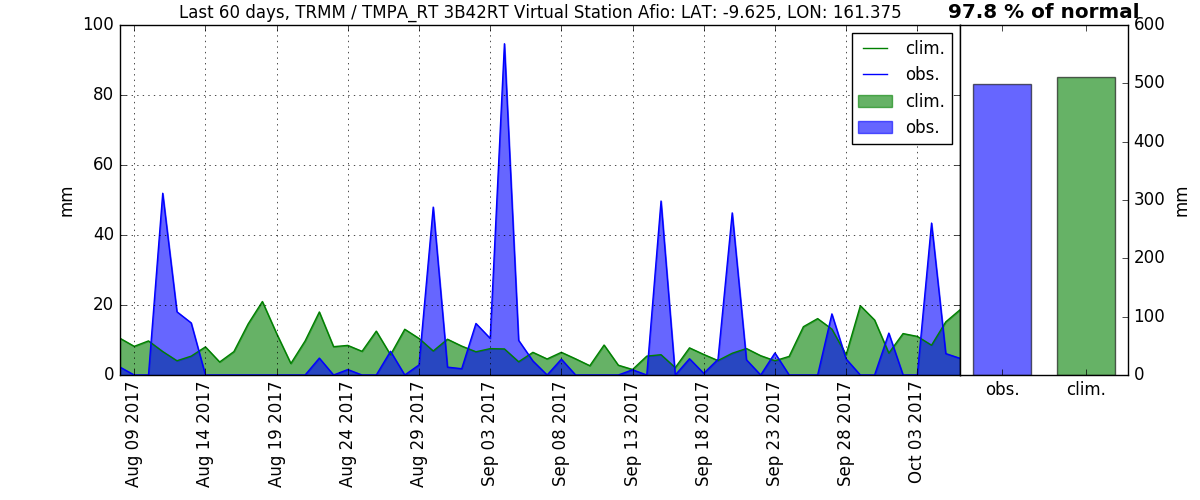 Last 60 days, TRMM / TMPA_RT 3B42RT Virtual Station Afio: LAT: -9.625, LON: 161.375
97.8 % of normal
100
80
60
40
20
0
mm
clim.
obs.
clim.
obs.
600
500
400
300
200
100
0
mm
obs.
clim.
Aug 09 2017
Aug 14 2017
Aug 19 2017
Aug 24 2017
Aug 29 2017
Sep 03 2017
Sep 08 2017
Sep 13 2017
Sep 18 2017
Sep 23 2017
Sep 28 2017
Oct 03 2017